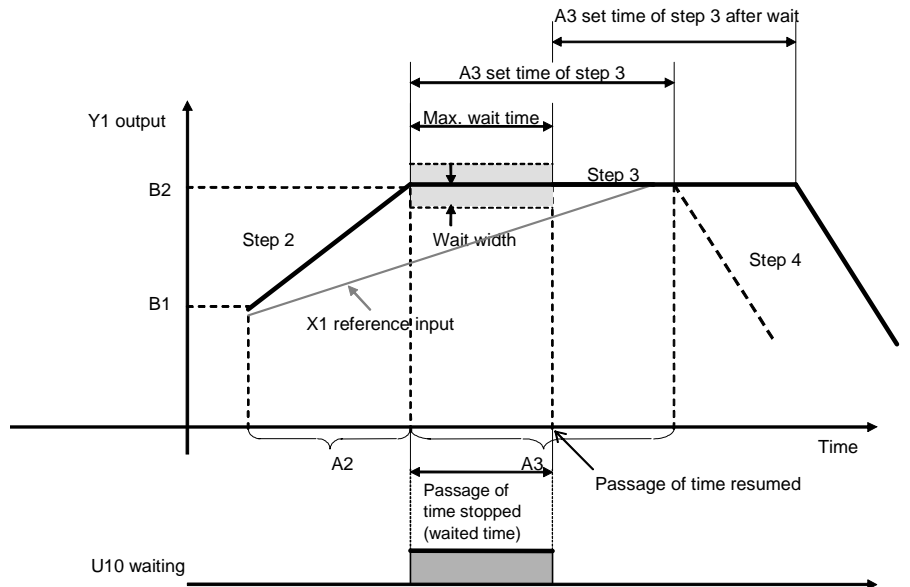 A3 set time of step 3 after wait
A3 set time of step 3
Y1 output
Max. wait time
B2
Step 3
Step 2
Wait width
Step 4
B1
X1 reference input
Time
A2
A3
Passage of
time stopped
(waited time)
Passage of time resumed
U10 waiting